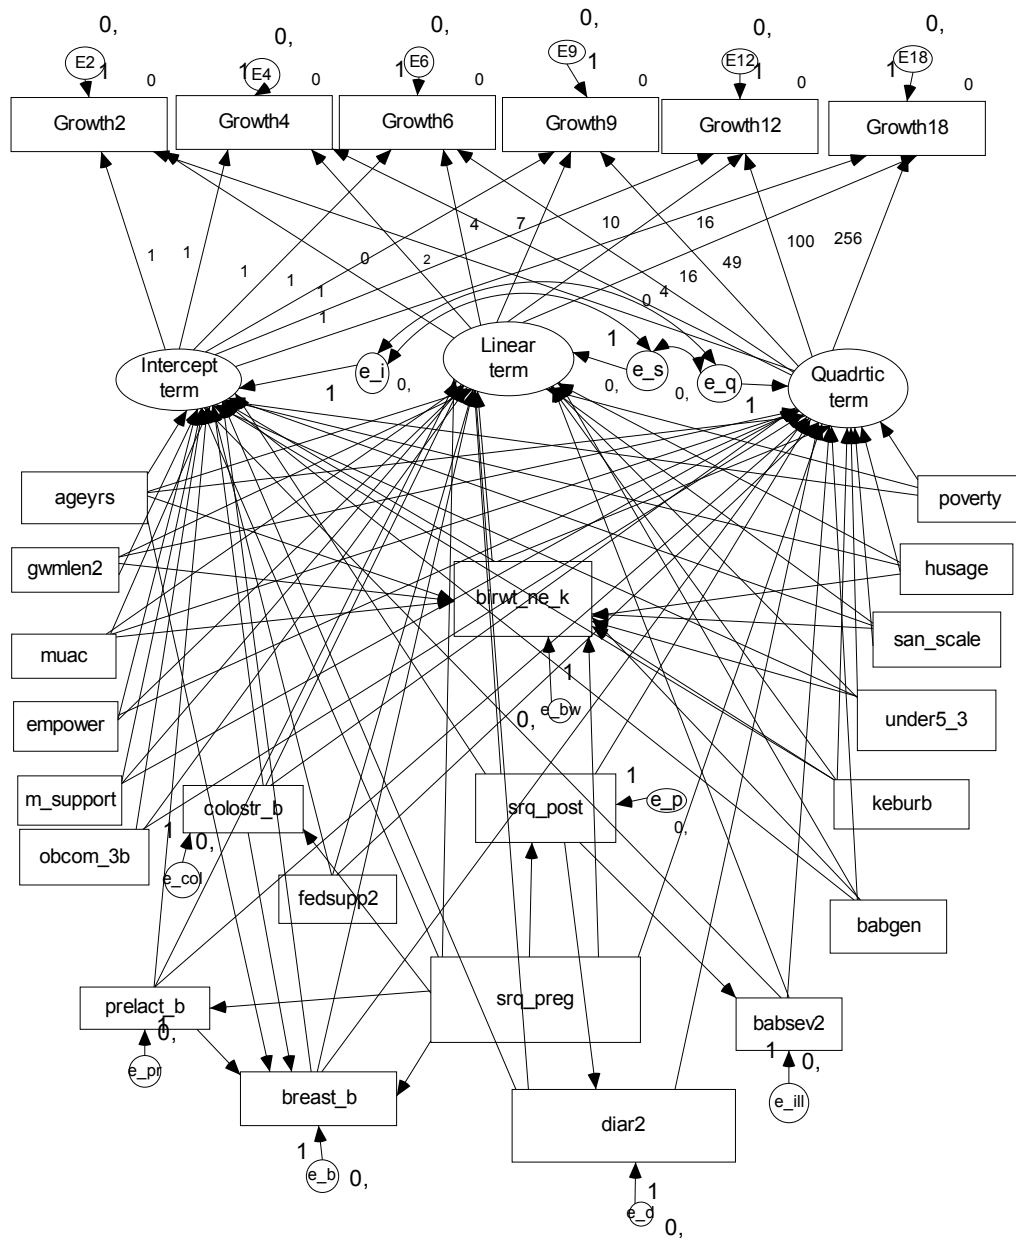 0, 0, 0, 0, 0, 0,
E2 E4 E6 E9 E12 E18
1 1 1 1 1 1
0 0 0 0 0 0
Growth2 Growth4 Growth6 Growth9 Growth12 Growth18
4 7 10 16
1 1 0 2 100 256
1 1 1 16 49
1 0 4
1 1
Intercept
term
e_i
0,
1
Linear
term
0,
e_s
0,
e_q
1
Quadrtic
term
ageyrs
poverty
gwmlen2
birwt_ne_k
husage
muac
san_scale
1
empower
0,
e_bw
under5_3
m_support
colostr_b
srq_post
1
e_p
0,
keburb
obcom_3b
1
0,
e_col
fedsupp2
babgen
prelact_b
srq_preg
babsev2
1
0,
1
0,
e_pr
breast_b
e_ill
diar2
1
e_b
0,
1
e_d
0,